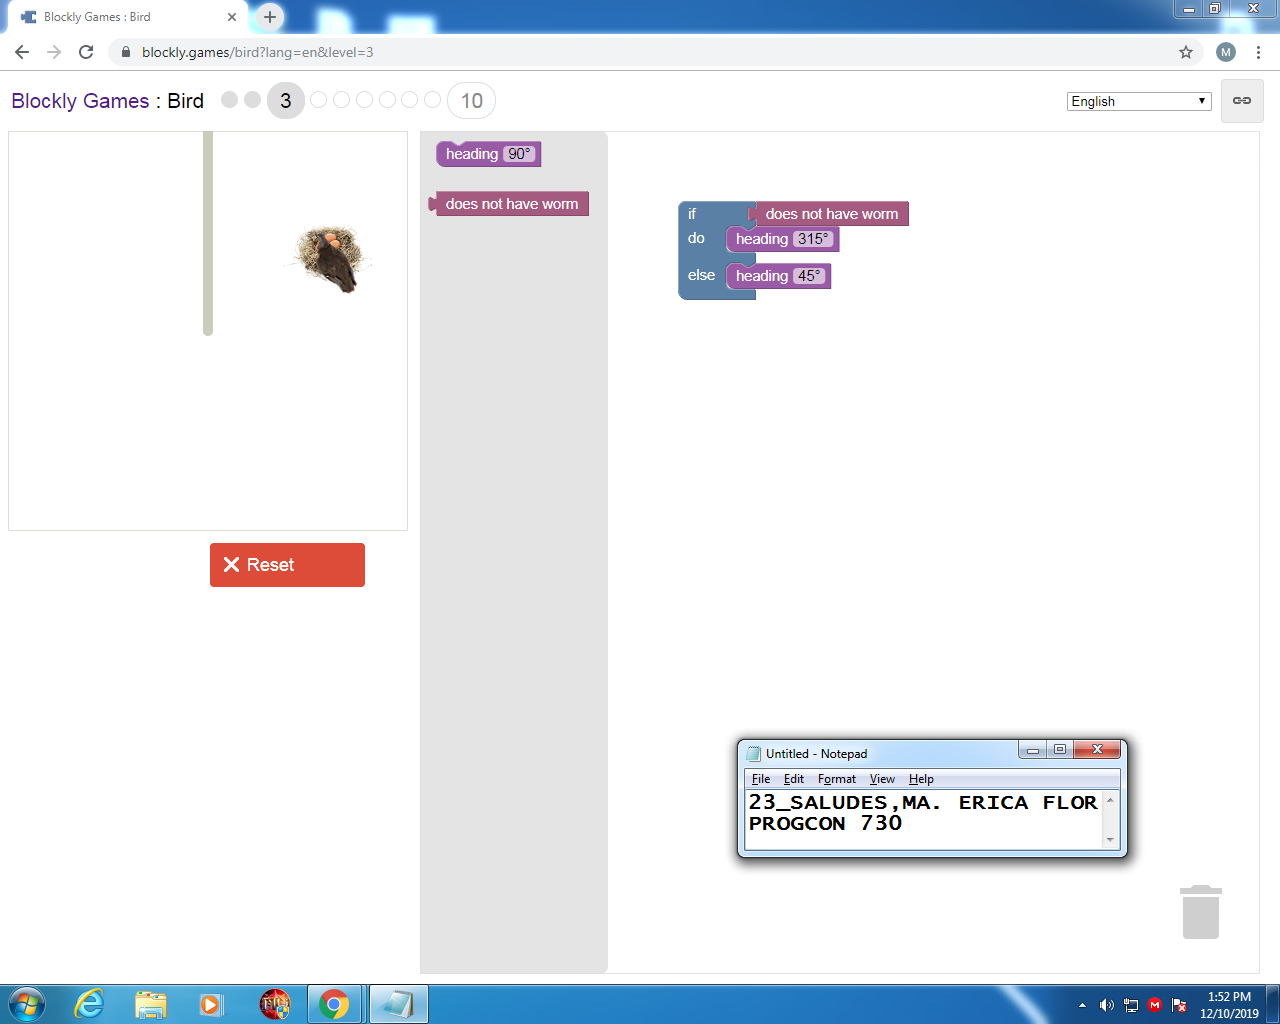 Blockly Games : Bird
blockly.games/bird?lang=en&level=3
M
Blockly Games : Bird
3
10
English
heading 90°
does not have worm
if does not have worm
do heading 315°
else heading 45°
Reset
Untitled - Notepad
File Edit Format View Help
23_SALUDES,MA. ERICA FLOR
PROGCON 730
1:52 PM
12/10/2019